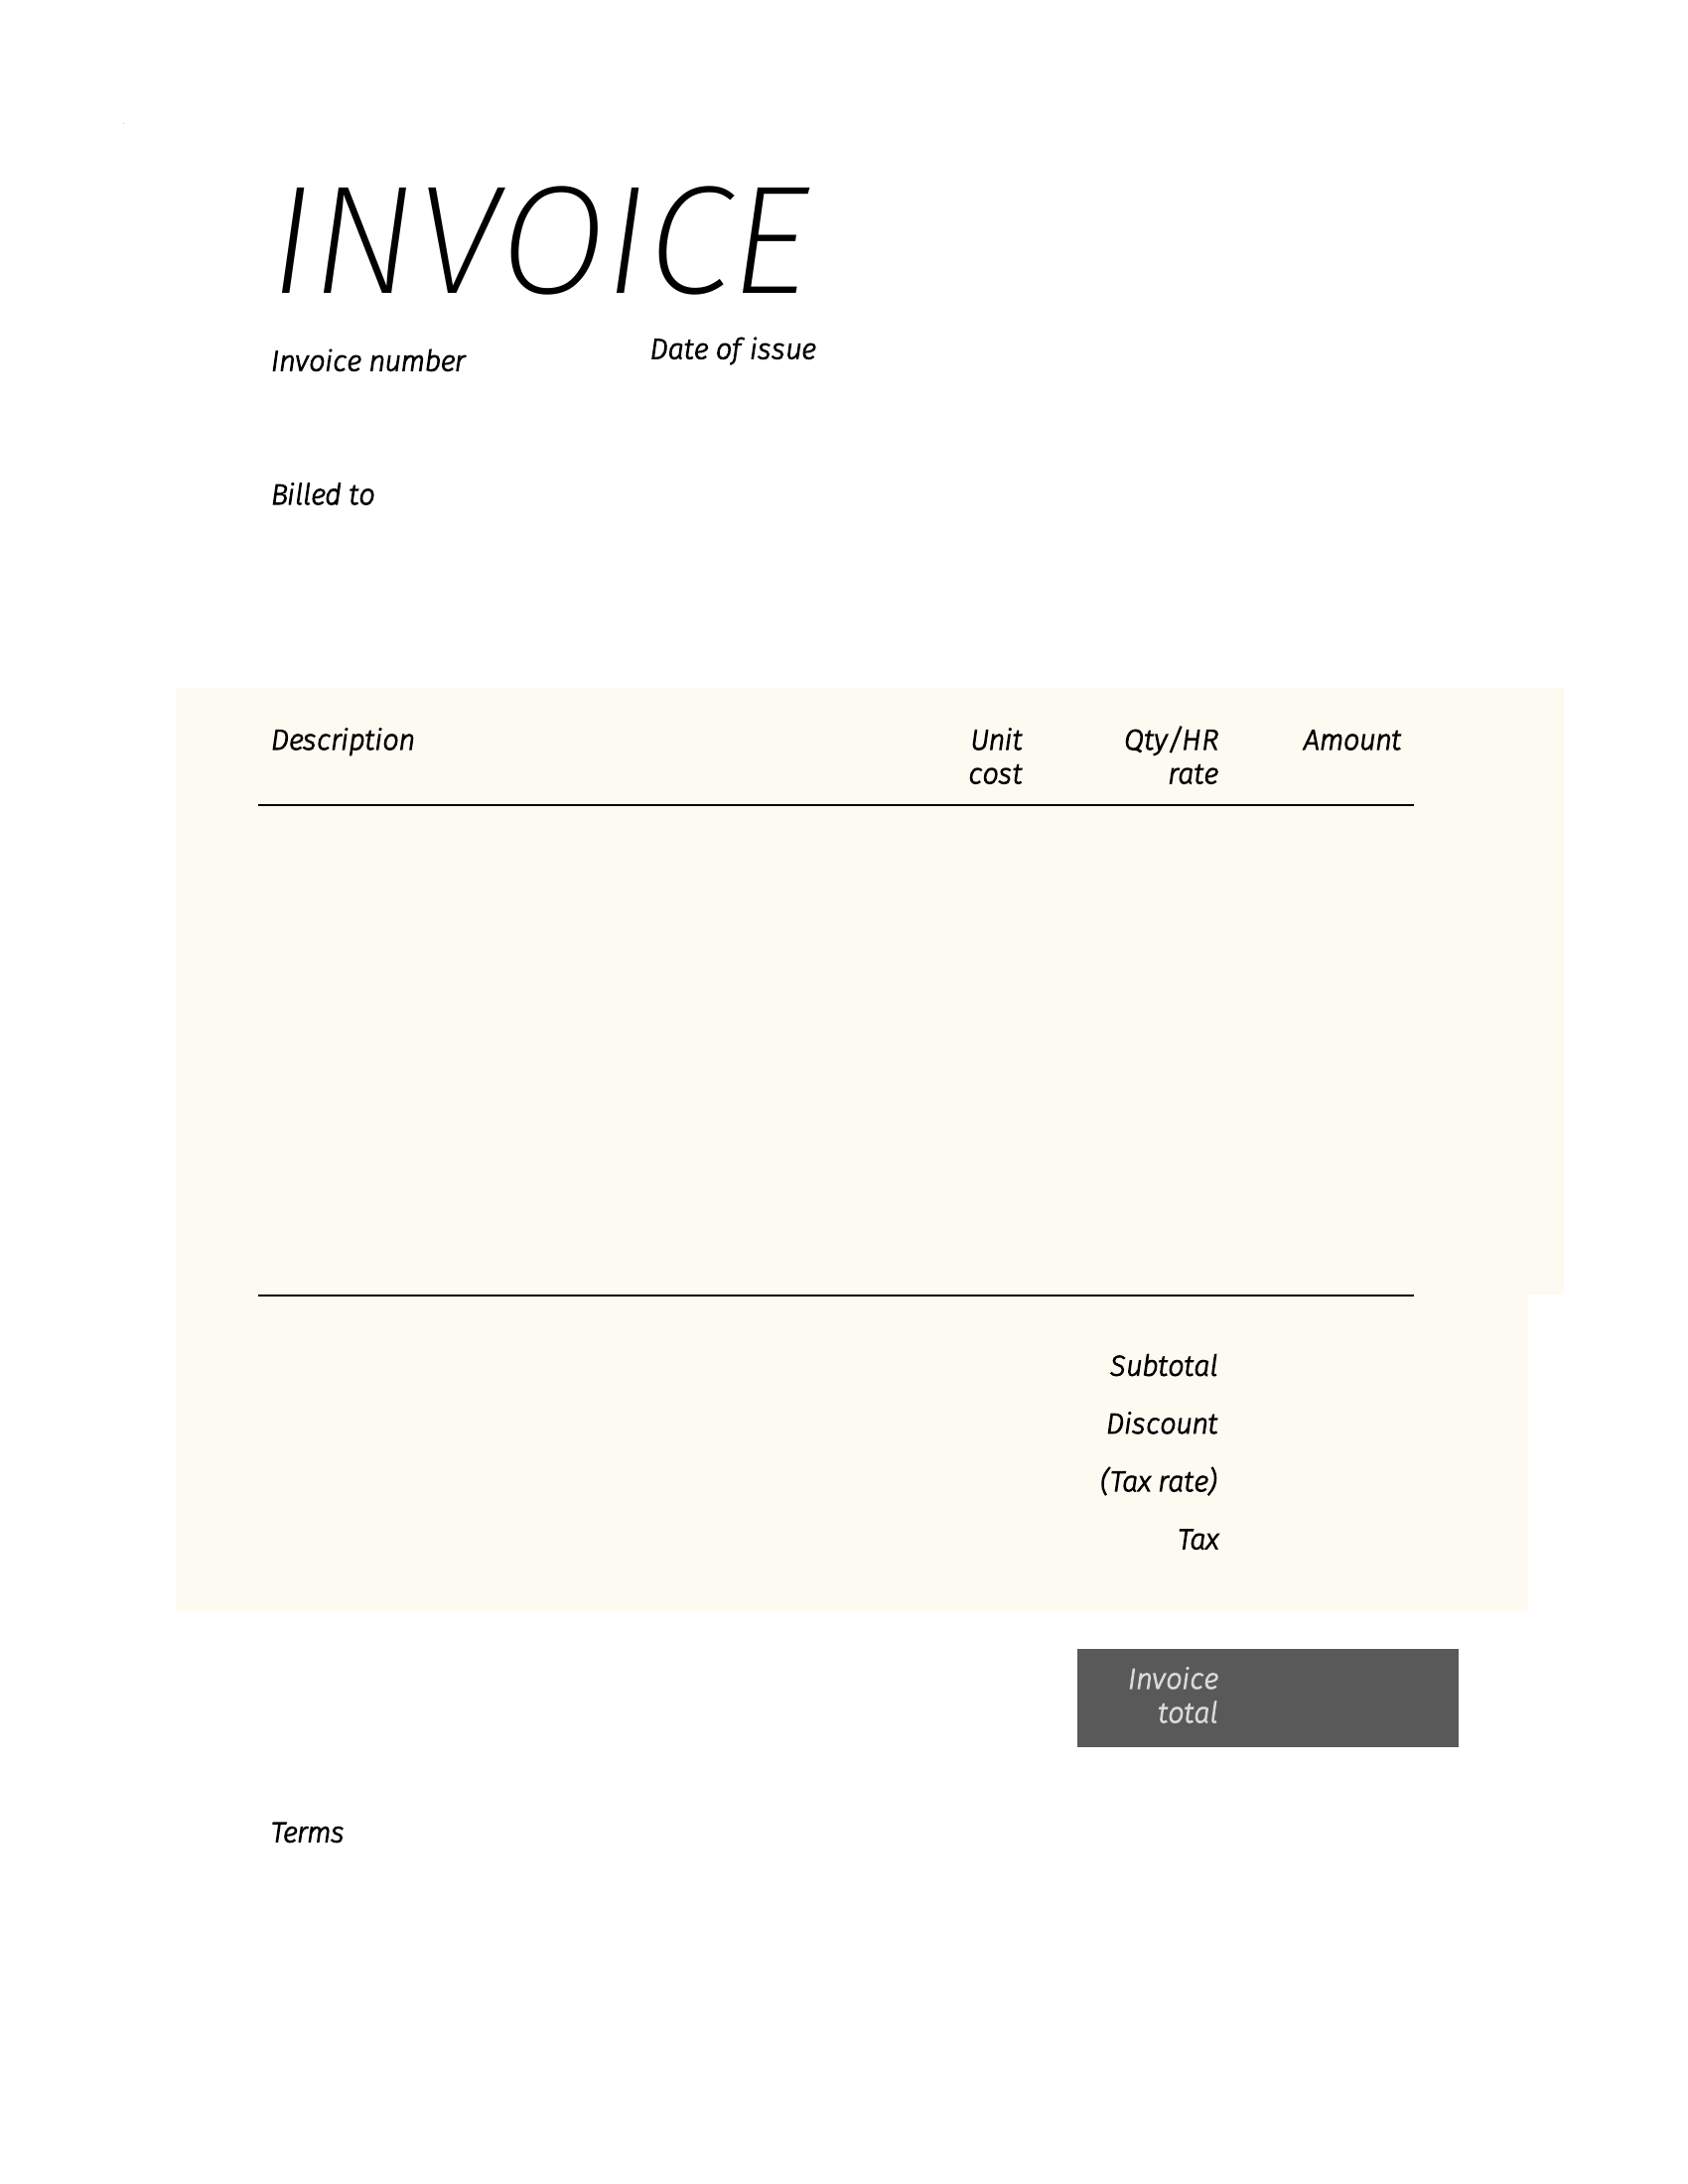 INVOICE
Invoice number
Date of issue
Billed to
Description
Unit
cost
Qty/HR
rate
Amount
Subtotal
Discount
(Tax rate)
Tax
Invoice
total
Terms